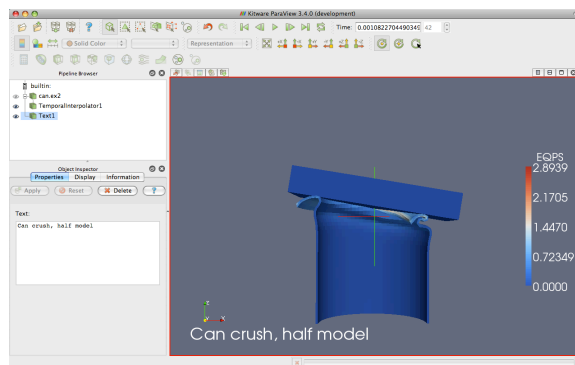 Kitware ParaView 3.4.0 (development)
Time: 0.0010822704490349 42
Solid Color
Representation
Pipeline Browser
builtin:
can.ex2
TemporalInterpolator1
Text1
Object Inspector
Properties Display Information
Apply Reset Delete ?
Text:
Can crush, half model
EQPS
2.8939
2.1705
1.4470
0.72349
0.0000
Z
Y X
Can crush, half model